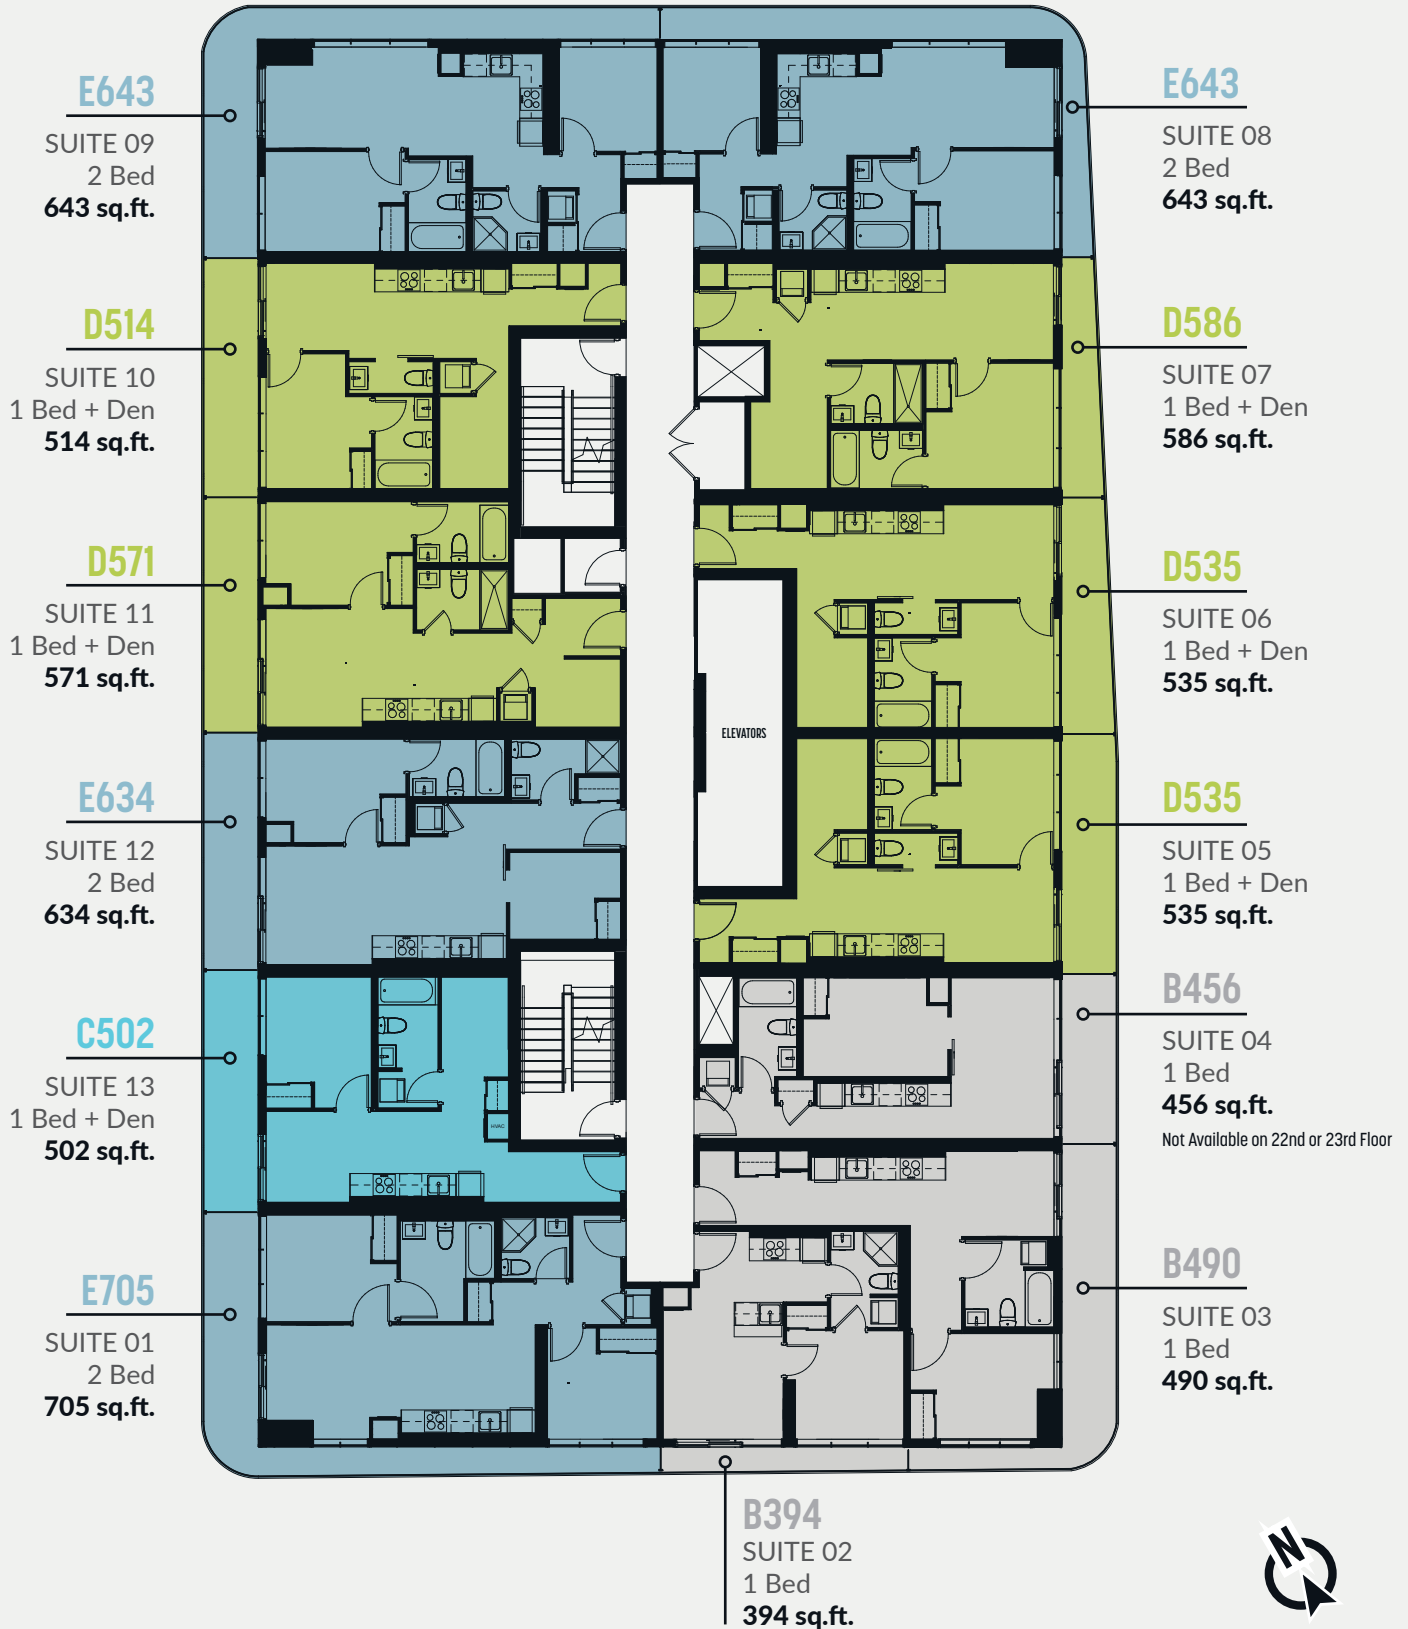 E643
SUITE 09
2 Bed
643 sq.ft.
E643
SUITE 08
2 Bed
643 sq.ft.
D514
SUITE 10
1 Bed + Den
514 sq.ft.
D586
SUITE 07
1 Bed + Den
586 sq.ft.
D571
SUITE 11
1 Bed + Den
571 sq.ft.
D535
SUITE 06
1 Bed + Den
535 sq.ft.
ELEVATORS
E634
SUITE 12
2 Bed
634 sq.ft.
D535
SUITE 05
1 Bed + Den
535 sq.ft.
C502
SUITE 13
1 Bed + Den
502 sq.ft.
HVAC
B456
SUITE 04
1 Bed
456 sq.ft.
Not Available on 22nd or 23rd Floor
E705
SUITE 01
2 Bed
705 sq.ft.
B490
SUITE 03
1 Bed
490 sq.ft.
B394
SUITE 02
1 Bed
394 sq.ft.
N